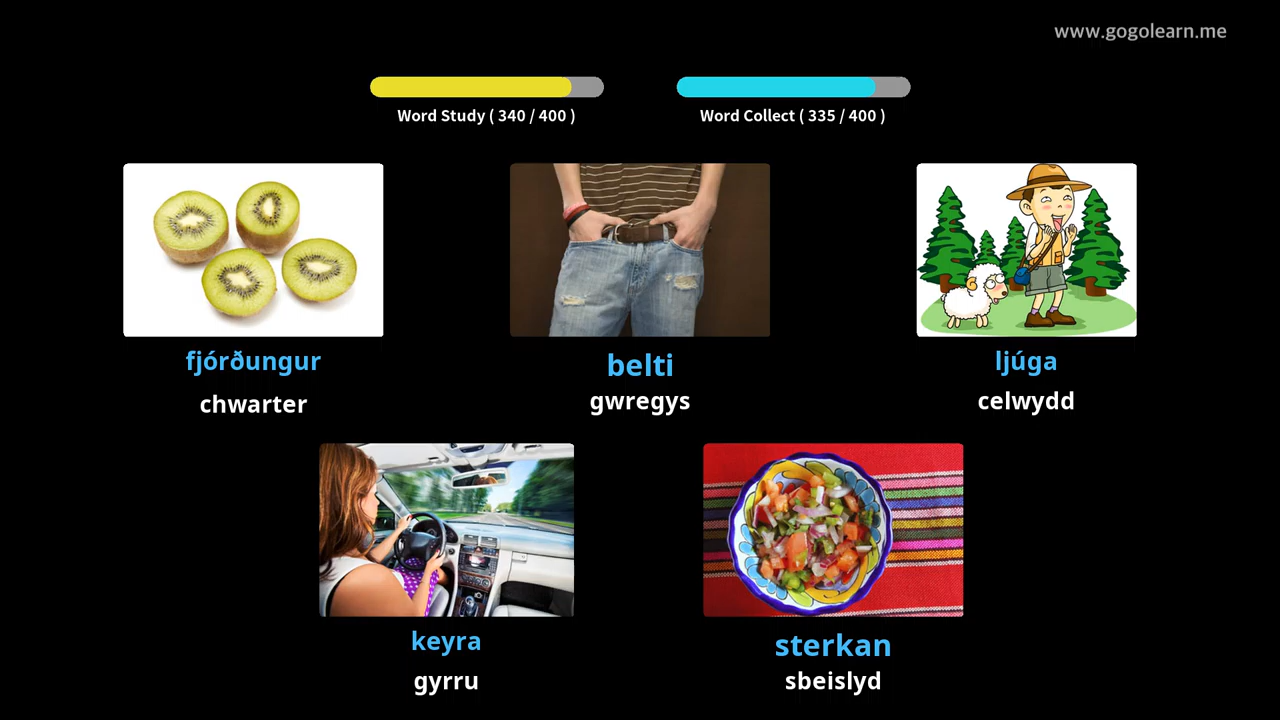 www.gogolearn.me
Word Study ( 340 / 400 )
Word Collect ( 335 / 400 )
fjórðungur
chwarter
belti
gwregys
ljúga
celwydd
keyra
gyrru
sterkan
sbeislyd